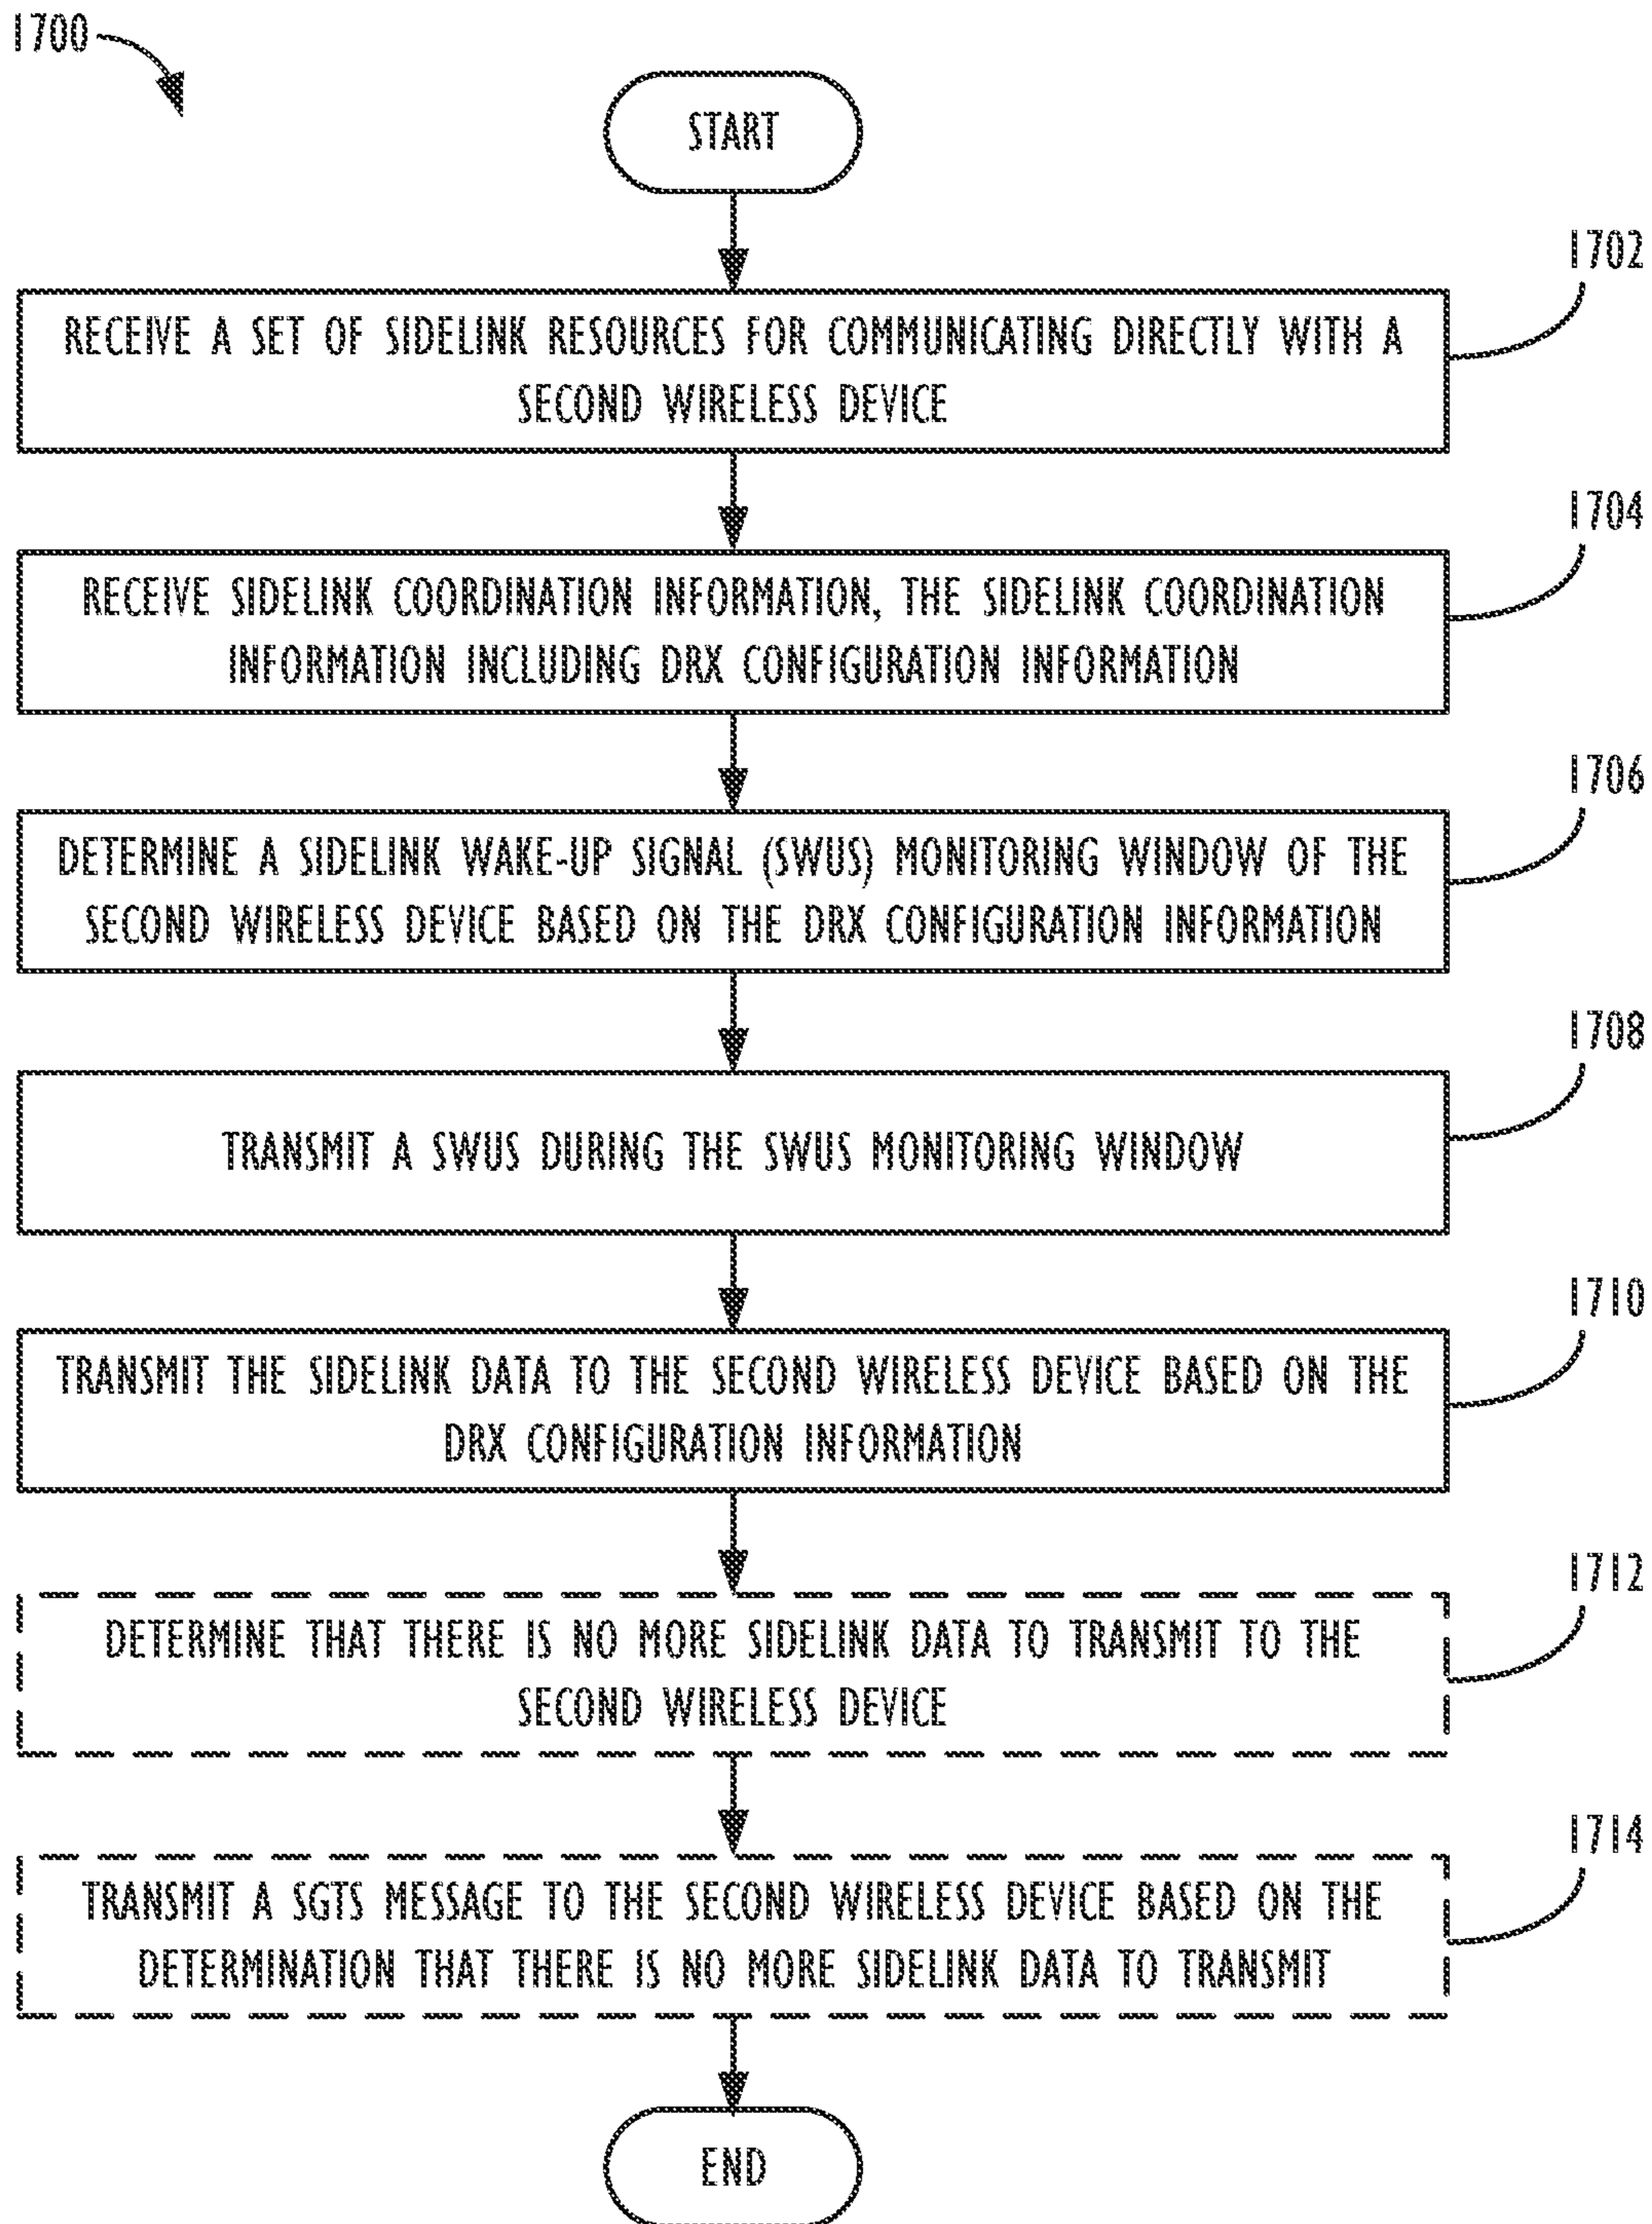 1700
START
1702
RECEIVE A SET OF SIDELINK RESOURCES FOR COMMUNICATING DIRECTLY WITH A
SECOND WIRELESS DEVICE
1704
RECEIVE SIDELINK COORDINATION INFORMATION, THE SIDELINK COORDINATION
INFORMATION INCLUDING DRX CONFIGURATION INFORMATION
1706
DETERMINE A SIDELINK WAKE-UP SIGNAL (SWUS) MONITORING WINDOW OF THE
SECOND WIRELESS DEVICE BASED ON THE DRX CONFIGURATION INFORMATION
1708
TRANSMIT A SWUS DURING THE SWUS MONITORING WINDOW
1710
TRANSMIT THE SIDELINK DATA TO THE SECOND WIRELESS DEVICE BASED ON THE
DRX CONFIGURATION INFORMATION
1712
DETERMINE THAT THERE IS NO MORE SIDELINK DATA TO TRANSMIT TO THE
SECOND WIRELESS DEVICE
1714
TRANSMIT A SGTS MESSAGE TO THE SECOND WIRELESS DEVICE BASED ON THE
DETERMINATION THAT THERE IS NO MORE SIDELINK DATA TO TRANSMIT
END